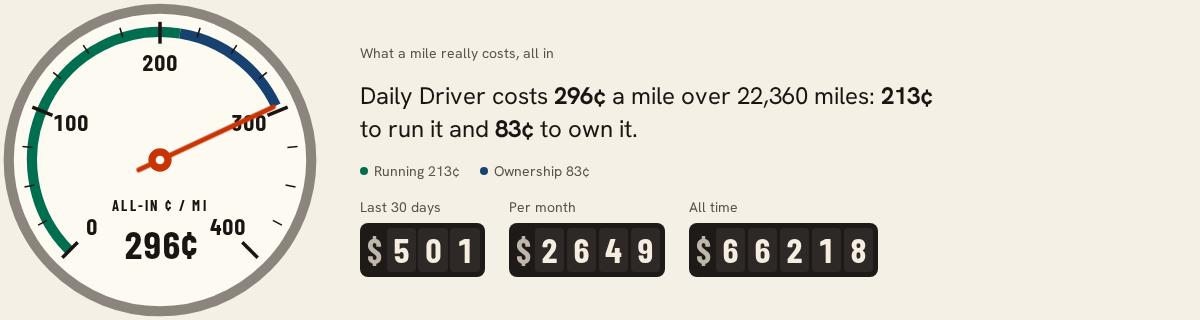 200
100
300
ALL-IN ¢ / MI
0
400
296¢
What a mile really costs, all in
Daily Driver costs 296¢ a mile over 22,360 miles: 213¢
to run it and 83¢ to own it.
Running 213¢ Ownership 83¢
Last 30 days Per month All time
$501 $2649 $66218